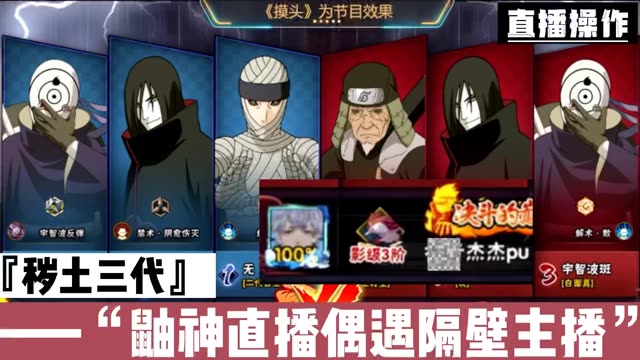 《摸头》为节目效果
直播操作
宇智波反弹
禁术·阴愈伤灭
解术·散
100%
影级3阶
决斗的
杰杰pu
1 无
3 宇智波斑
[白面具]
『秽土三代』
——“鼬神直播偶遇隔壁主播”